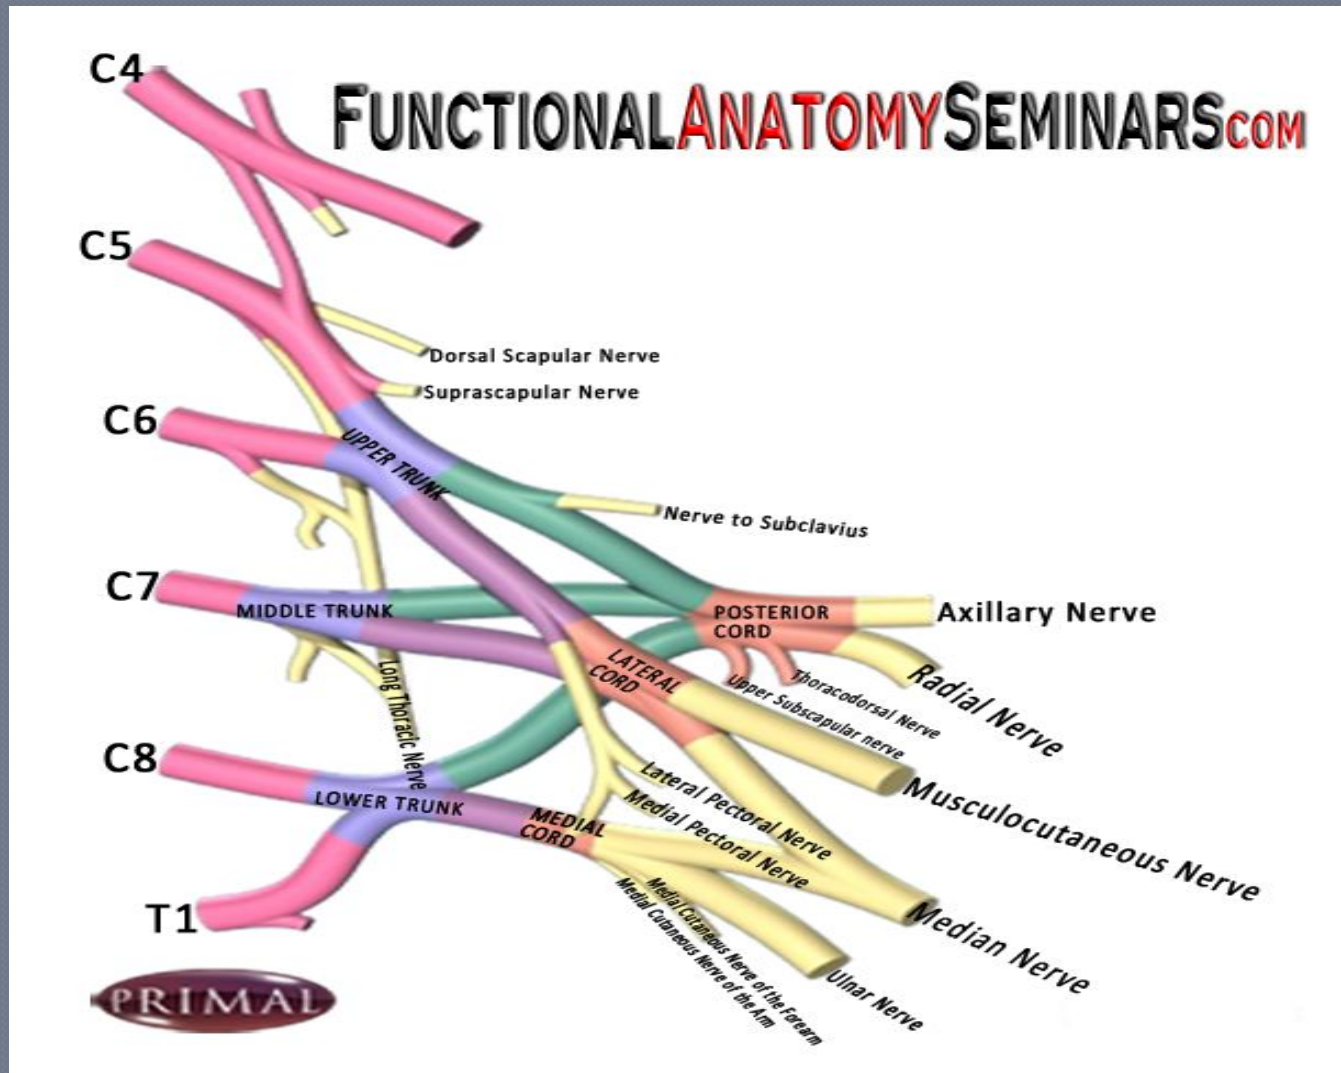 C4
FUNCTIONALANATOMYSEMINARS.COM
C5
Dorsal Scapular Nerve
Suprascapular Nerve
C6
UPPER TRUNK
Nerve to Subclavius
C7
MIDDLE TRUNK
POSTERIOR
CORD
Axillary Nerve
LATERAL
CORD
Long Thoracic Nerve
Thoracodorsal Nerve
Upper Subscapular nerve
Radial Nerve
C8
LOWER TRUNK
MEDIAL
CORD
Lateral Pectoral Nerve
Medial Pectoral Nerve
Musculocutaneous Nerve
T1
Medial Cutaneous Nerve of the Forearm
Medial Cutaneous Nerve of the Arm
Median Nerve
Ulnar Nerve
PRIMAL